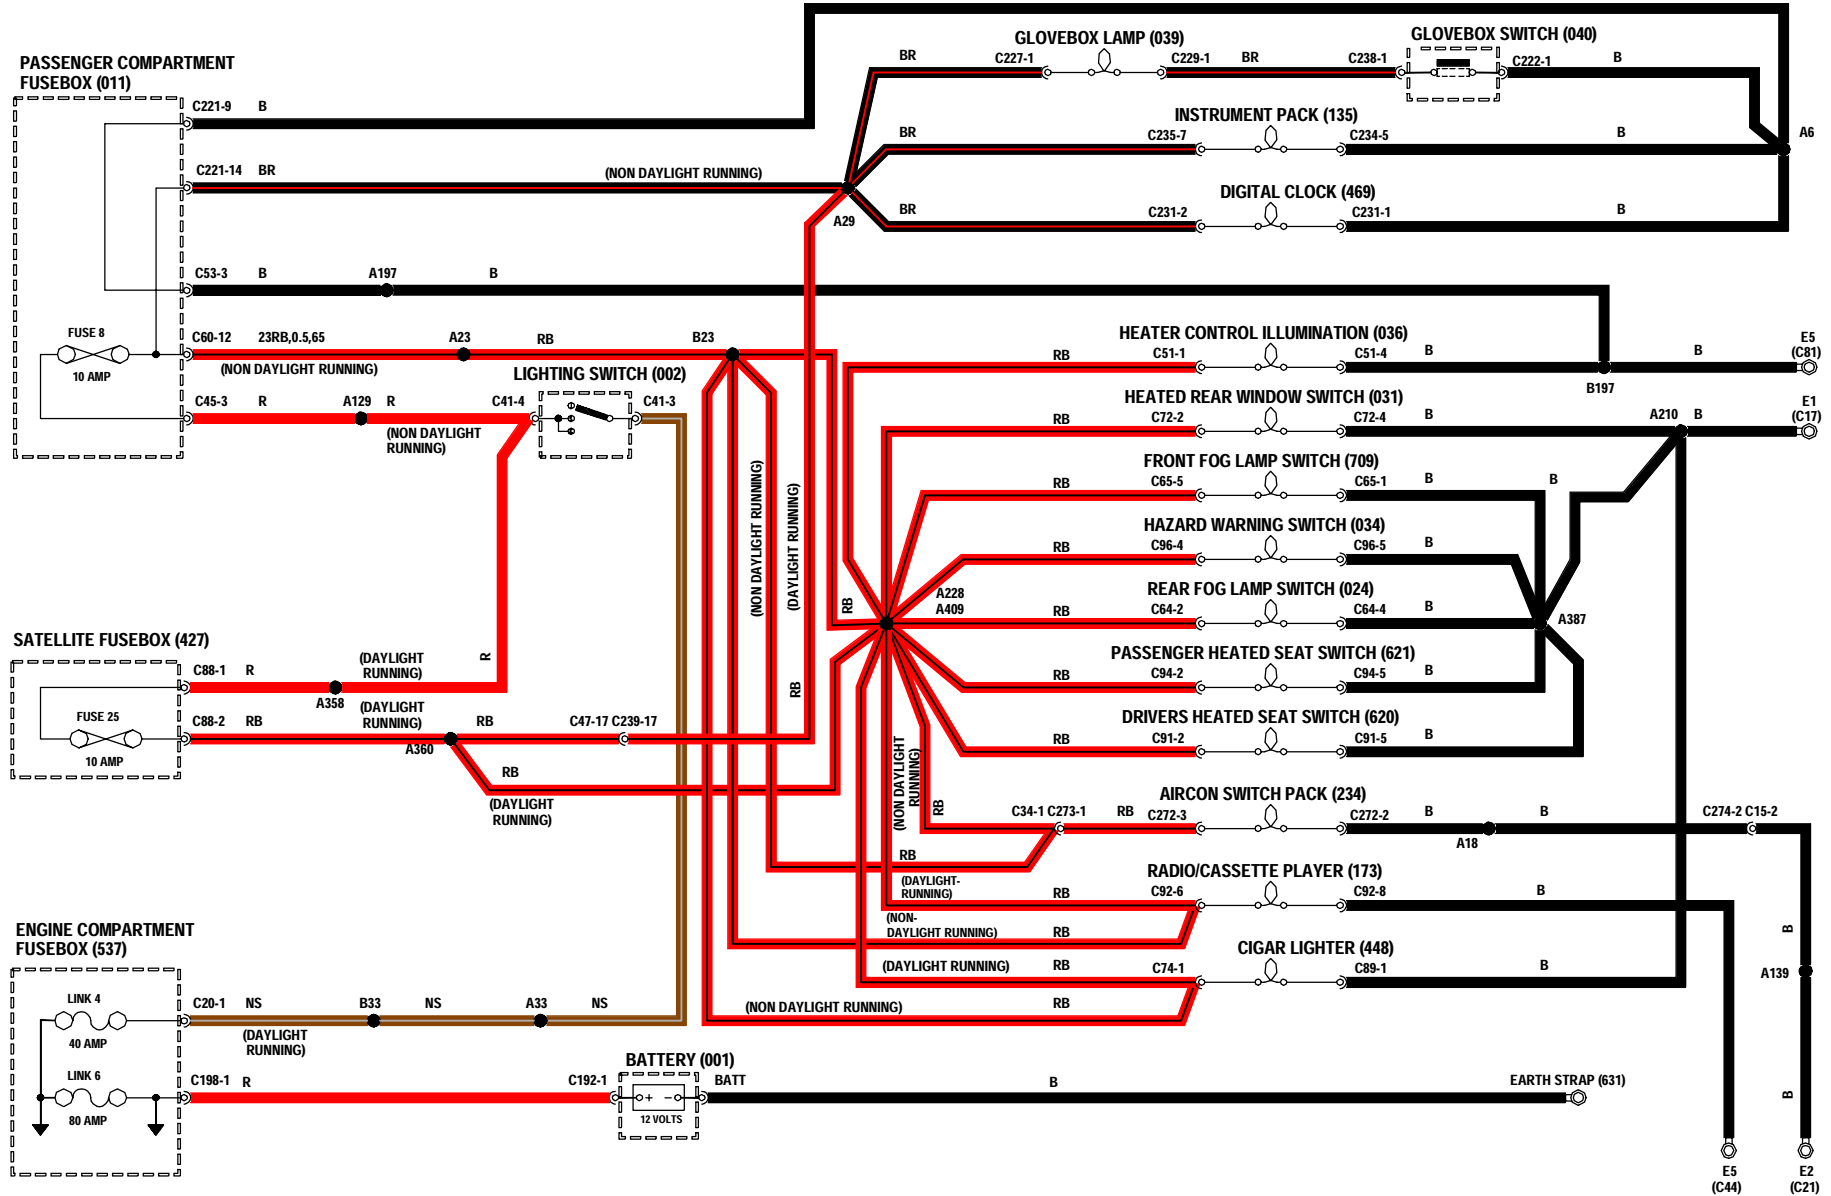 GLOVEBOX LAMP (039)
GLOVEBOX SWITCH (040)
PASSENGER COMPARTMENT
FUSEBOX (011)
BR
C227-1
C229-1
BR
C238-1
C222-1
B
C221-9
B
INSTRUMENT PACK (135)
BR
C235-7
C234-5
B
A6
C221-14
BR
(NON DAYLIGHT RUNNING)
DIGITAL CLOCK (469)
A29
BR
C231-2
C231-1
B
C53-3
B
A197
B
FUSE 8
10 AMP
C60-12
23RB,0.5,65
A23
RB
B23
(NON DAYLIGHT RUNNING)
HEATER CONTROL ILLUMINATION (036)
RB
C51-1
C51-4
B
B
E5
(C81)
B197
LIGHTING SWITCH (002)
C45-3
R
A129
R
C41-4
C41-3
(NON DAYLIGHT
RUNNING)
HEATED REAR WINDOW SWITCH (031)
RB
C72-2
C72-4
B
A210
B
E1
(C17)
FRONT FOG LAMP SWITCH (709)
RB
C65-5
C65-1
B
B
(NON DAYLIGHT RUNNING)
(DAYLIGHT RUNNING)
HAZARD WARNING SWITCH (034)
RB
C96-4
C96-5
B
RB
A228
A409
REAR FOG LAMP SWITCH (024)
RB
C64-2
C64-4
B
A387
SATELLITE FUSEBOX (427)
C88-1
R
(DAYLIGHT
RUNNING)
R
A358
RB
PASSENGER HEATED SEAT SWITCH (621)
RB
C94-2
C94-5
B
FUSE 25
10 AMP
C88-2
RB
(DAYLIGHT
RUNNING)
A360
RB
C47-17 C239-17
DRIVERS HEATED SEAT SWITCH (620)
RB
C91-2
C91-5
B
RB
(DAYLIGHT
RUNNING)
(NON DAYLIGHT
RUNNING)
RB
AIRCON SWITCH PACK (234)
C34-1 C273-1
RB
C272-3
C272-2
B
A18
B
C274-2 C15-2
RB
(DAYLIGHT-
RUNNING)
RADIO/CASSETTE PLAYER (173)
RB
C92-6
C92-8
B
(NON-
DAYLIGHT RUNNING)
RB
B
ENGINE COMPARTMENT
FUSEBOX (537)
CIGAR LIGHTER (448)
(DAYLIGHT RUNNING)
RB
C74-1
C89-1
B
A139
(NON DAYLIGHT RUNNING)
RB
LINK 4
40 AMP
C20-1
NS
B33
NS
A33
NS
(DAYLIGHT
RUNNING)
LINK 6
80 AMP
C198-1
R
C192-1
BATTERY (001)
+
−
12 VOLTS
BATT
B
EARTH STRAP (631)
B
E5
(C44)
E2
(C21)